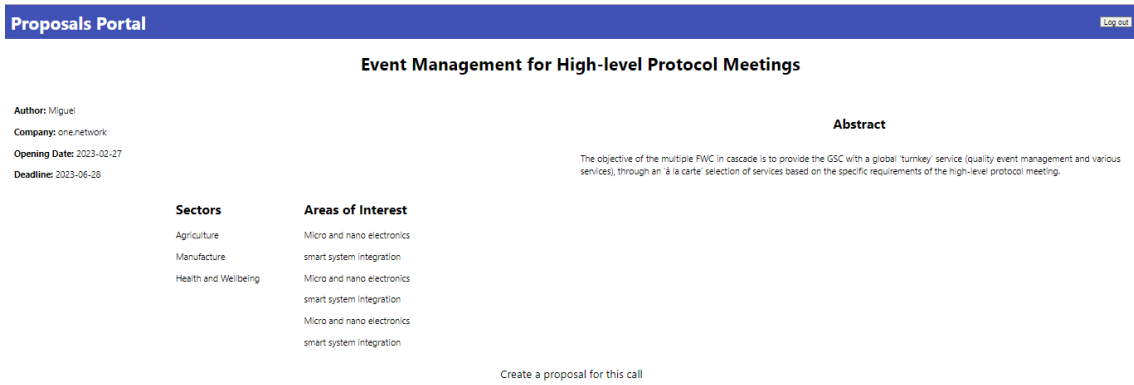 Proposals Portal
Log out
Event Management for High-level Protocol Meetings
Author: Miguel
Company: one.network
Opening Date: 2023-02-27
Deadline: 2023-06-28
Abstract
The objective of the multiple FWC in cascade is to provide the GSC with a global 'turnkey' service (quality event management and various
services), through an 'à la carte' selection of services based on the specific requirements of the high-level protocol meeting.
Sectors
Agriculture
Manufacture
Health and Wellbeing
Areas of Interest
Micro and nano electronics
smart system integration
Micro and nano electronics
smart system integration
Micro and nano electronics
smart system integration
Create a proposal for this call